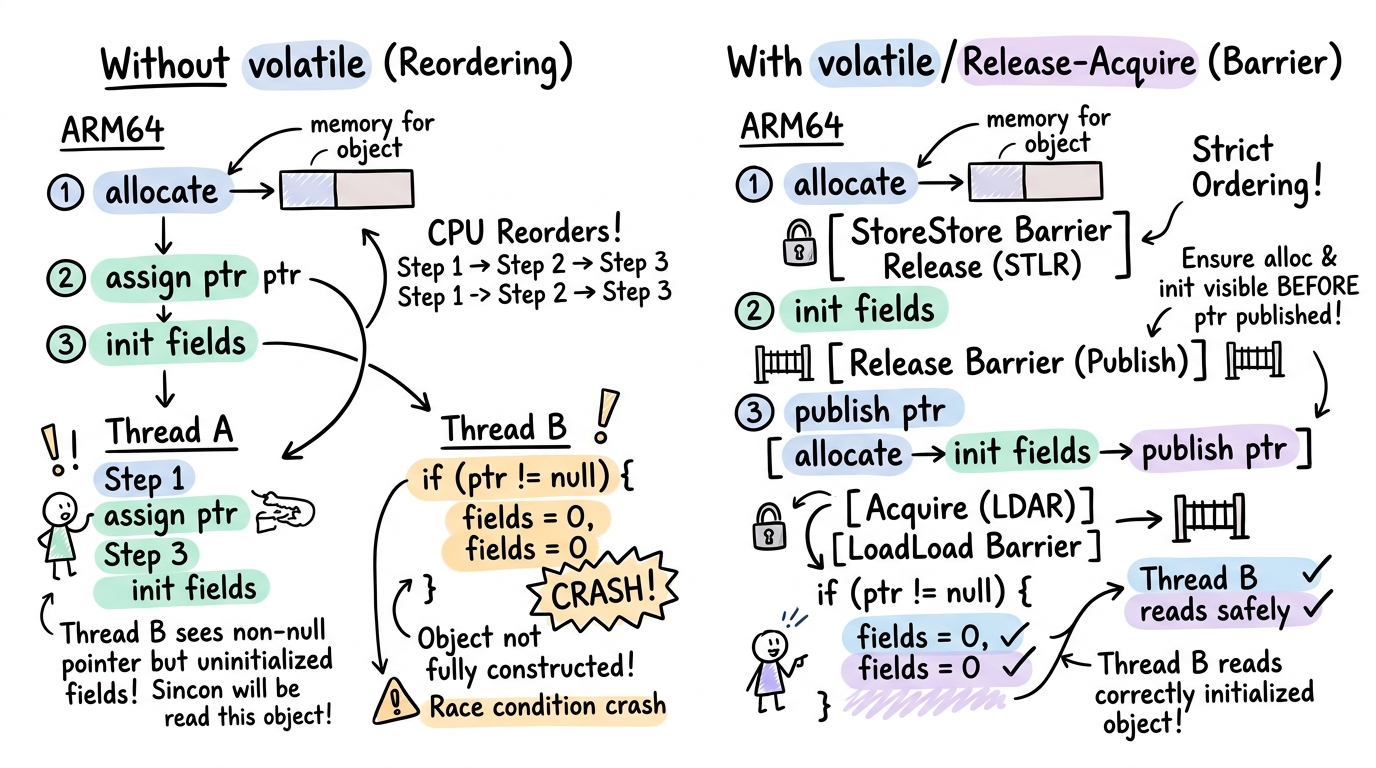 Without volatile (Reordering)
ARM64
memory for
object
1 allocate
2 assign ptr ptr
3 init fields
CPU Reorders!
Step 1 → Step 2 → Step 3
Step 1 -> Step 2 → Step 3
!! Thread A
Step 1
assign ptr
Step 3
init fields
Thread B sees non-null
pointer but uninitialized
fields! Sincon will be
read this object!
Thread B !
if (ptr != null) {
fields = 0,
fields = 0
}
CRASH!
Object not
fully constructed!
! Race condition crash
With volatile/Release-Acquire (Barrier)
ARM64
memory for
object
1 allocate
Strict
Ordering!
[StoreStore Barrier
Release (STLR)]
Ensure alloc &
init visible BEFORE
ptr published!
2 init fields
[Release Barrier (Publish)]
3 publish ptr
[allocate → init fields → publish ptr]
[Acquire (LDAR)]
[LoadLoad Barrier]
if (ptr != null) {
fields = 0, ✓
fields = 0 ✓
}
Thread B ✓
reads safely ✓
Thread B reads
correctly initialized
object!